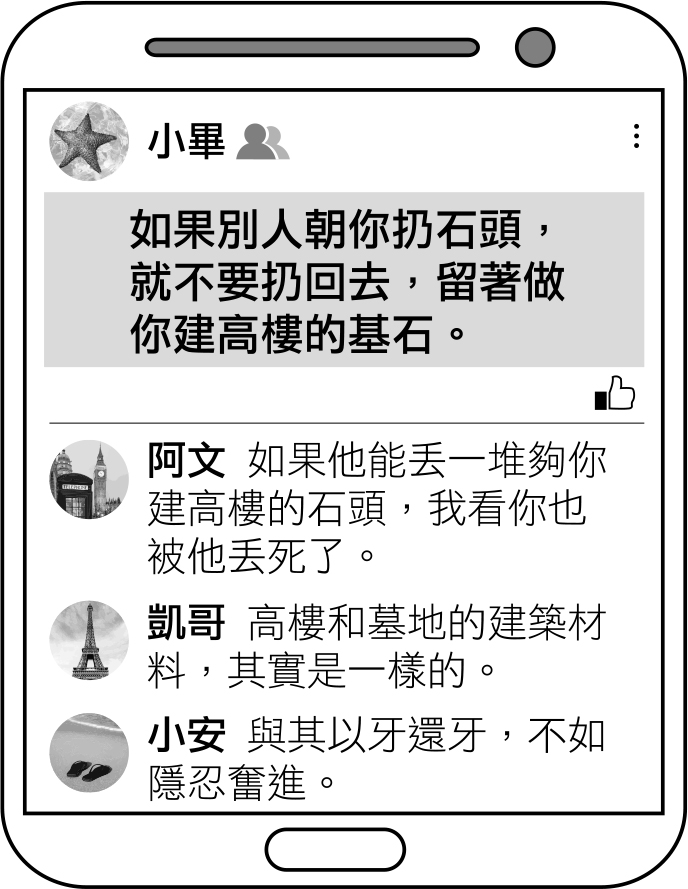 小畢
如果別人朝你扔石頭，
就不要扔回去，留著做
你建高樓的基石。
阿文 如果他能丟一堆夠你
建高樓的石頭，我看你也
被他丟死了。
凱哥 高樓和墓地的建築材
料，其實是一樣的。
小安 與其以牙還牙，不如
隱忍奮進。